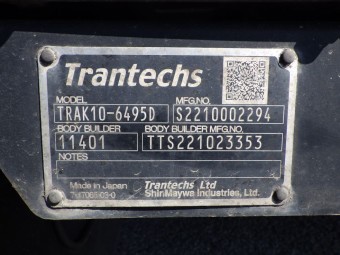 Trantechs
MODEL MFG.NO.
TRAK10-6495D S2210002294
BODY BUILDER BODY BUILDER MFG.NO.
11401 TTS221023353
NOTES
Made in Japan Trantechs Ltd
ShinMaywa Industries, Ltd.